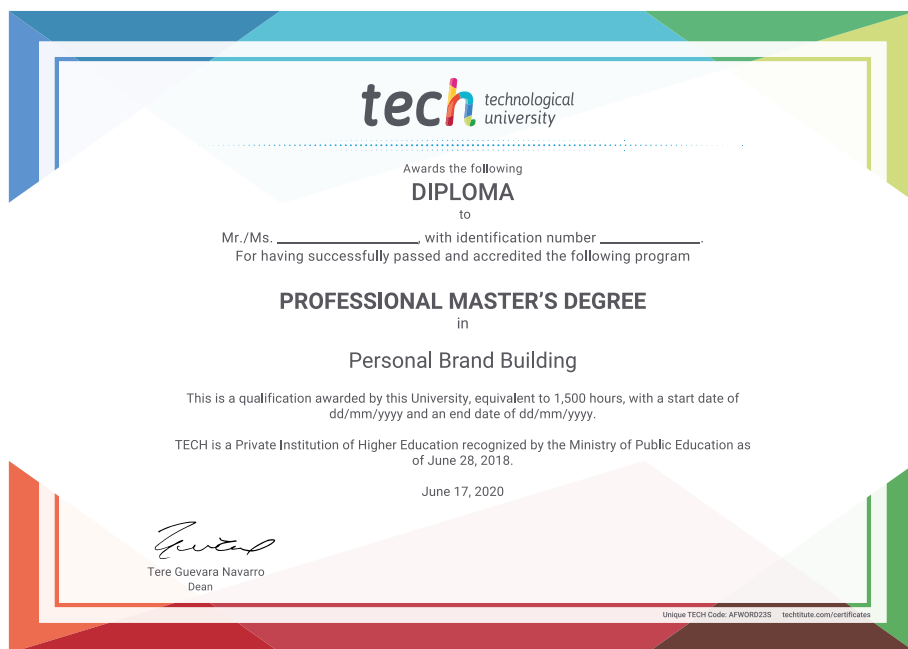 tech technological
university
Awards the following
DIPLOMA
to
Mr./Ms. ____________________, with identification number ______________.
For having successfully passed and accredited the following program
PROFESSIONAL MASTER'S DEGREE
in
Personal Brand Building
This is a qualification awarded by this University, equivalent to 1,500 hours, with a start date of
dd/mm/yyyy and an end date of dd/mm/yyyy.
TECH is a Private Institution of Higher Education recognized by the Ministry of Public Education as
of June 28, 2018.
June 17, 2020
Tere Guevara Navarro
Dean
Unique TECH Code: AFWORD23S techtitute.com/certificates